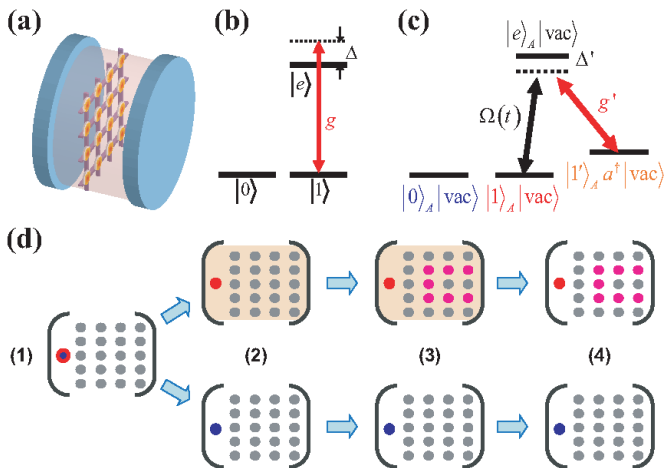 (a)
(b)
Δ
|e⟩
g
|0⟩
|1⟩
(c)
|e⟩_A |vac⟩
Δ'
Ω(t)
g'
|0⟩_A |vac⟩
|1⟩_A |vac⟩
|1'⟩_A a† |vac⟩
(d)
(1)
(2)
(3)
(4)